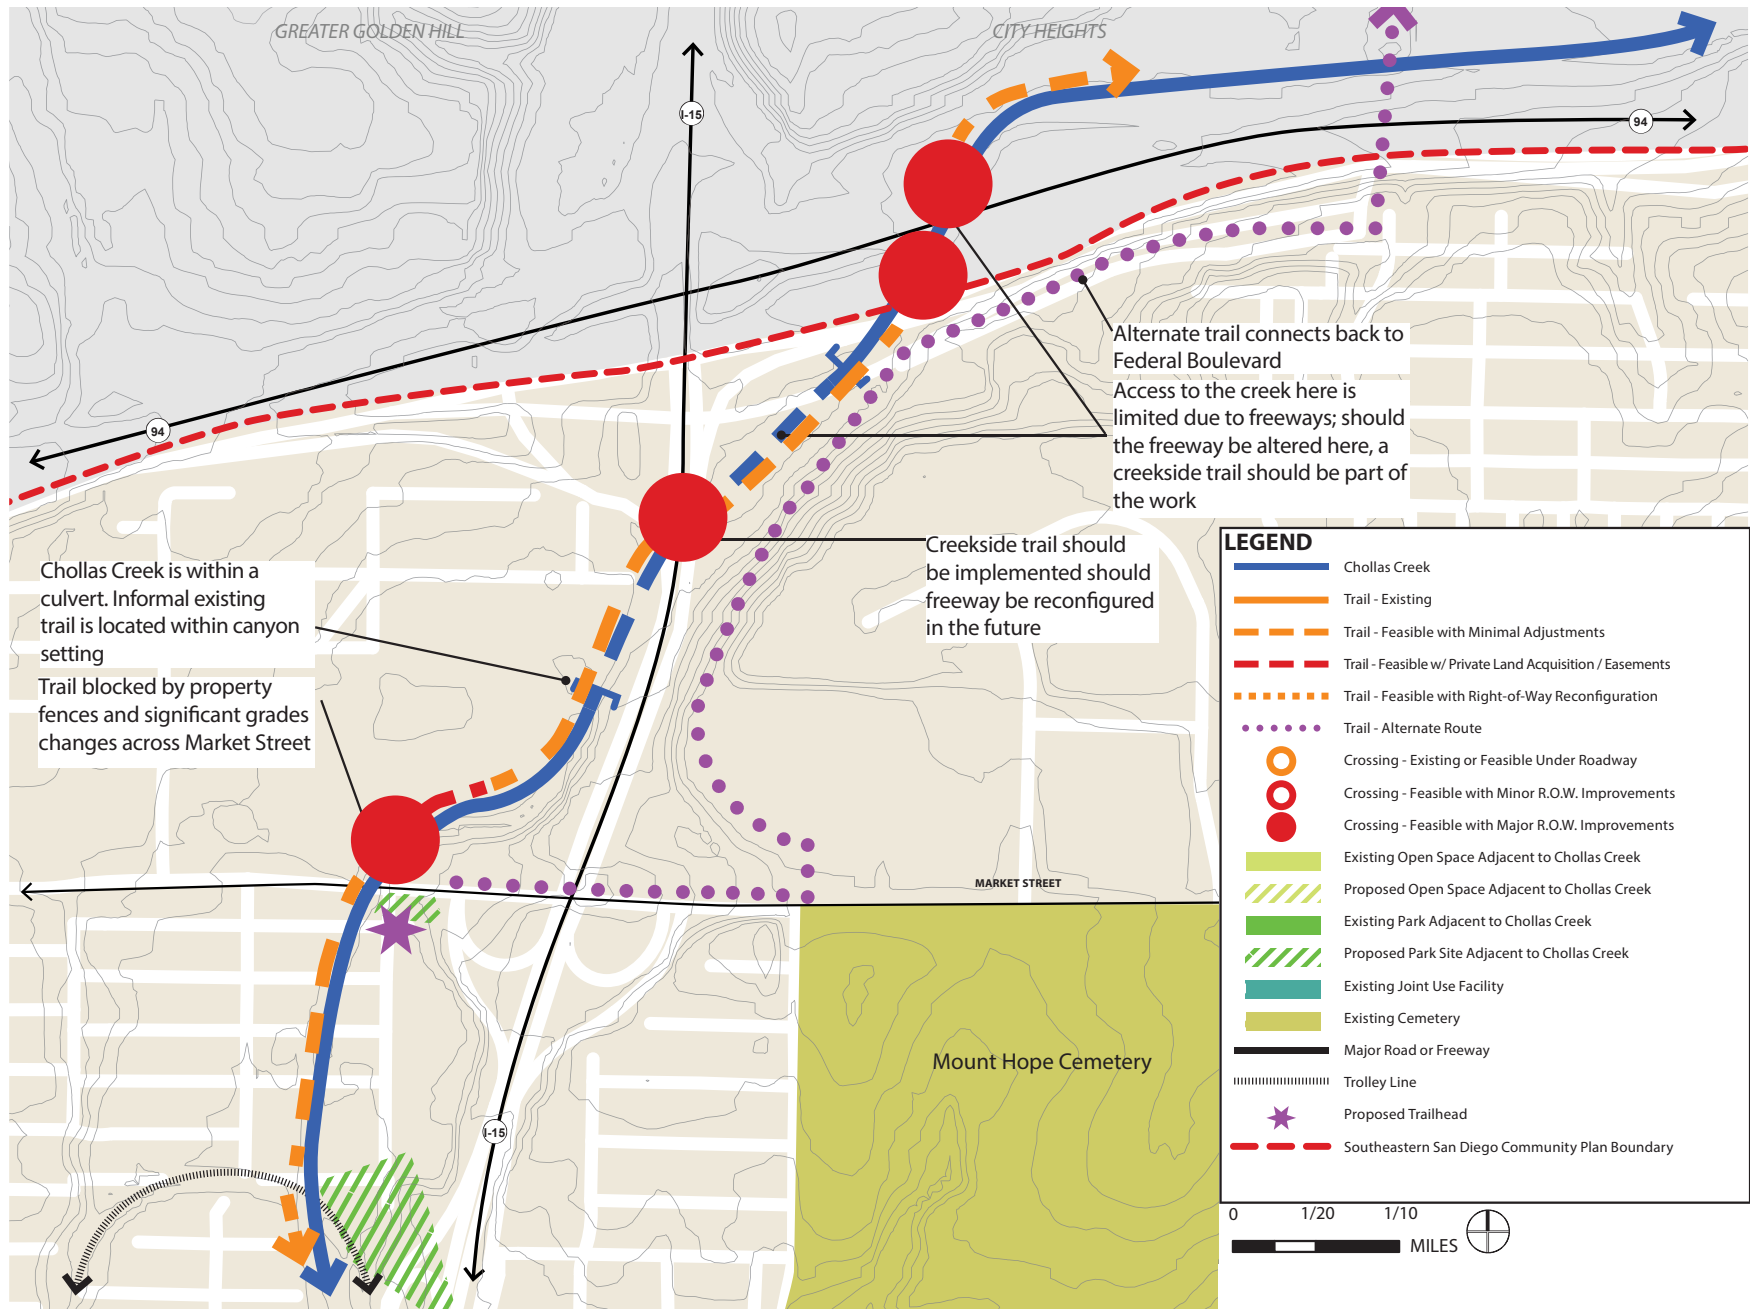 GREATER GOLDEN HILL
CITY HEIGHTS
I-15
94
94
Alternate trail connects back to
Federal Boulevard
Access to the creek here is
limited due to freeways; should
the freeway be altered here, a
creekside trail should be part of
the work
Creekside trail should
be implemented should
freeway be reconfigured
in the future
Chollas Creek is within a
culvert. Informal existing
trail is located within canyon
setting
Trail blocked by property
fences and significant grades
changes across Market Street
MARKET STREET
Mount Hope Cemetery
I-15
LEGEND
Chollas Creek
Trail - Existing
Trail - Feasible with Minimal Adjustments
Trail - Feasible w/ Private Land Acquisition / Easements
Trail - Feasible with Right-of-Way Reconfiguration
Trail - Alternate Route
Crossing - Existing or Feasible Under Roadway
Crossing - Feasible with Minor R.O.W. Improvements
Crossing - Feasible with Major R.O.W. Improvements
Existing Open Space Adjacent to Chollas Creek
Proposed Open Space Adjacent to Chollas Creek
Existing Park Adjacent to Chollas Creek
Proposed Park Site Adjacent to Chollas Creek
Existing Joint Use Facility
Existing Cemetery
Major Road or Freeway
Trolley Line
Proposed Trailhead
Southeastern San Diego Community Plan Boundary
0 1/20 1/10
MILES